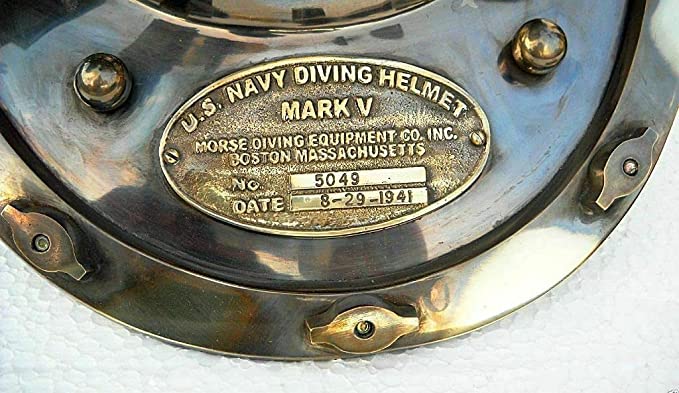 U.S. NAVY DIVING HELMET
MARK V
MORSE DIVING EQUIPMENT CO. INC.
BOSTON MASSACHUSETTS
No 5049
DATE 8-29-1941